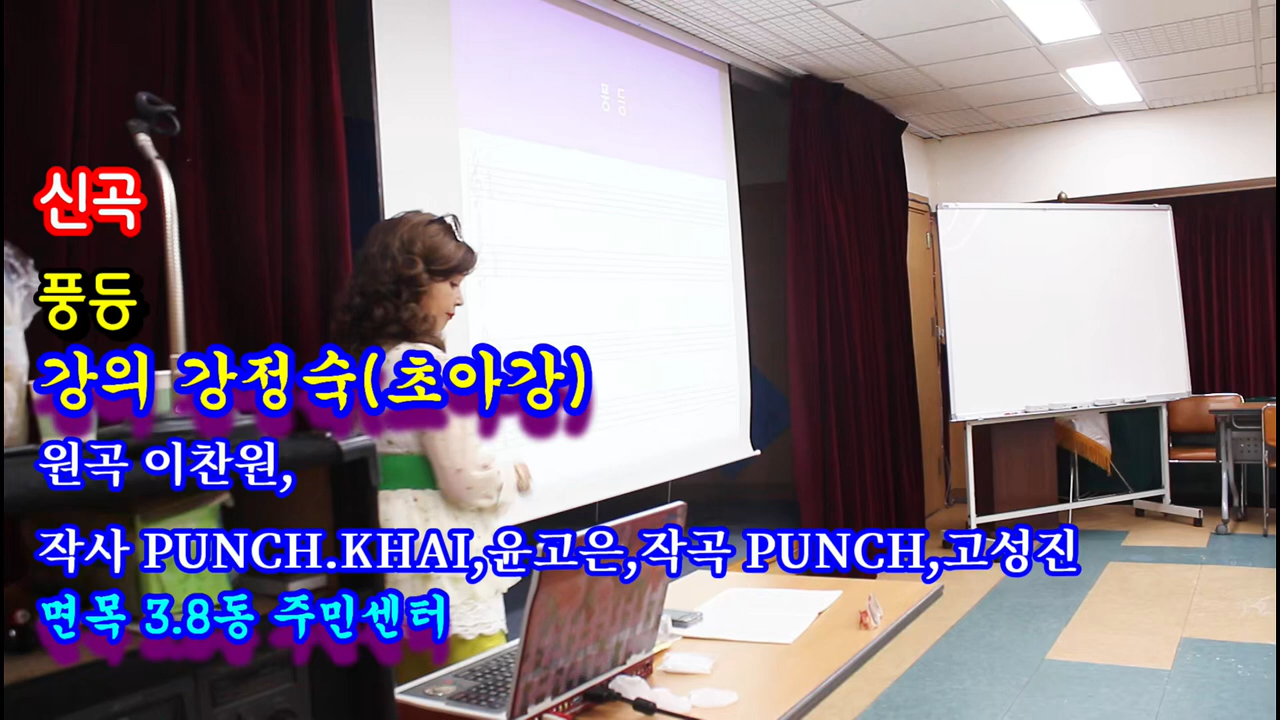 풍등
신곡
풍등
강의 강정숙(초아강)
원곡 이찬원,
작사 PUNCH.KHAI,윤고은,작곡 PUNCH,고성진
면목 3.8동 주민센터